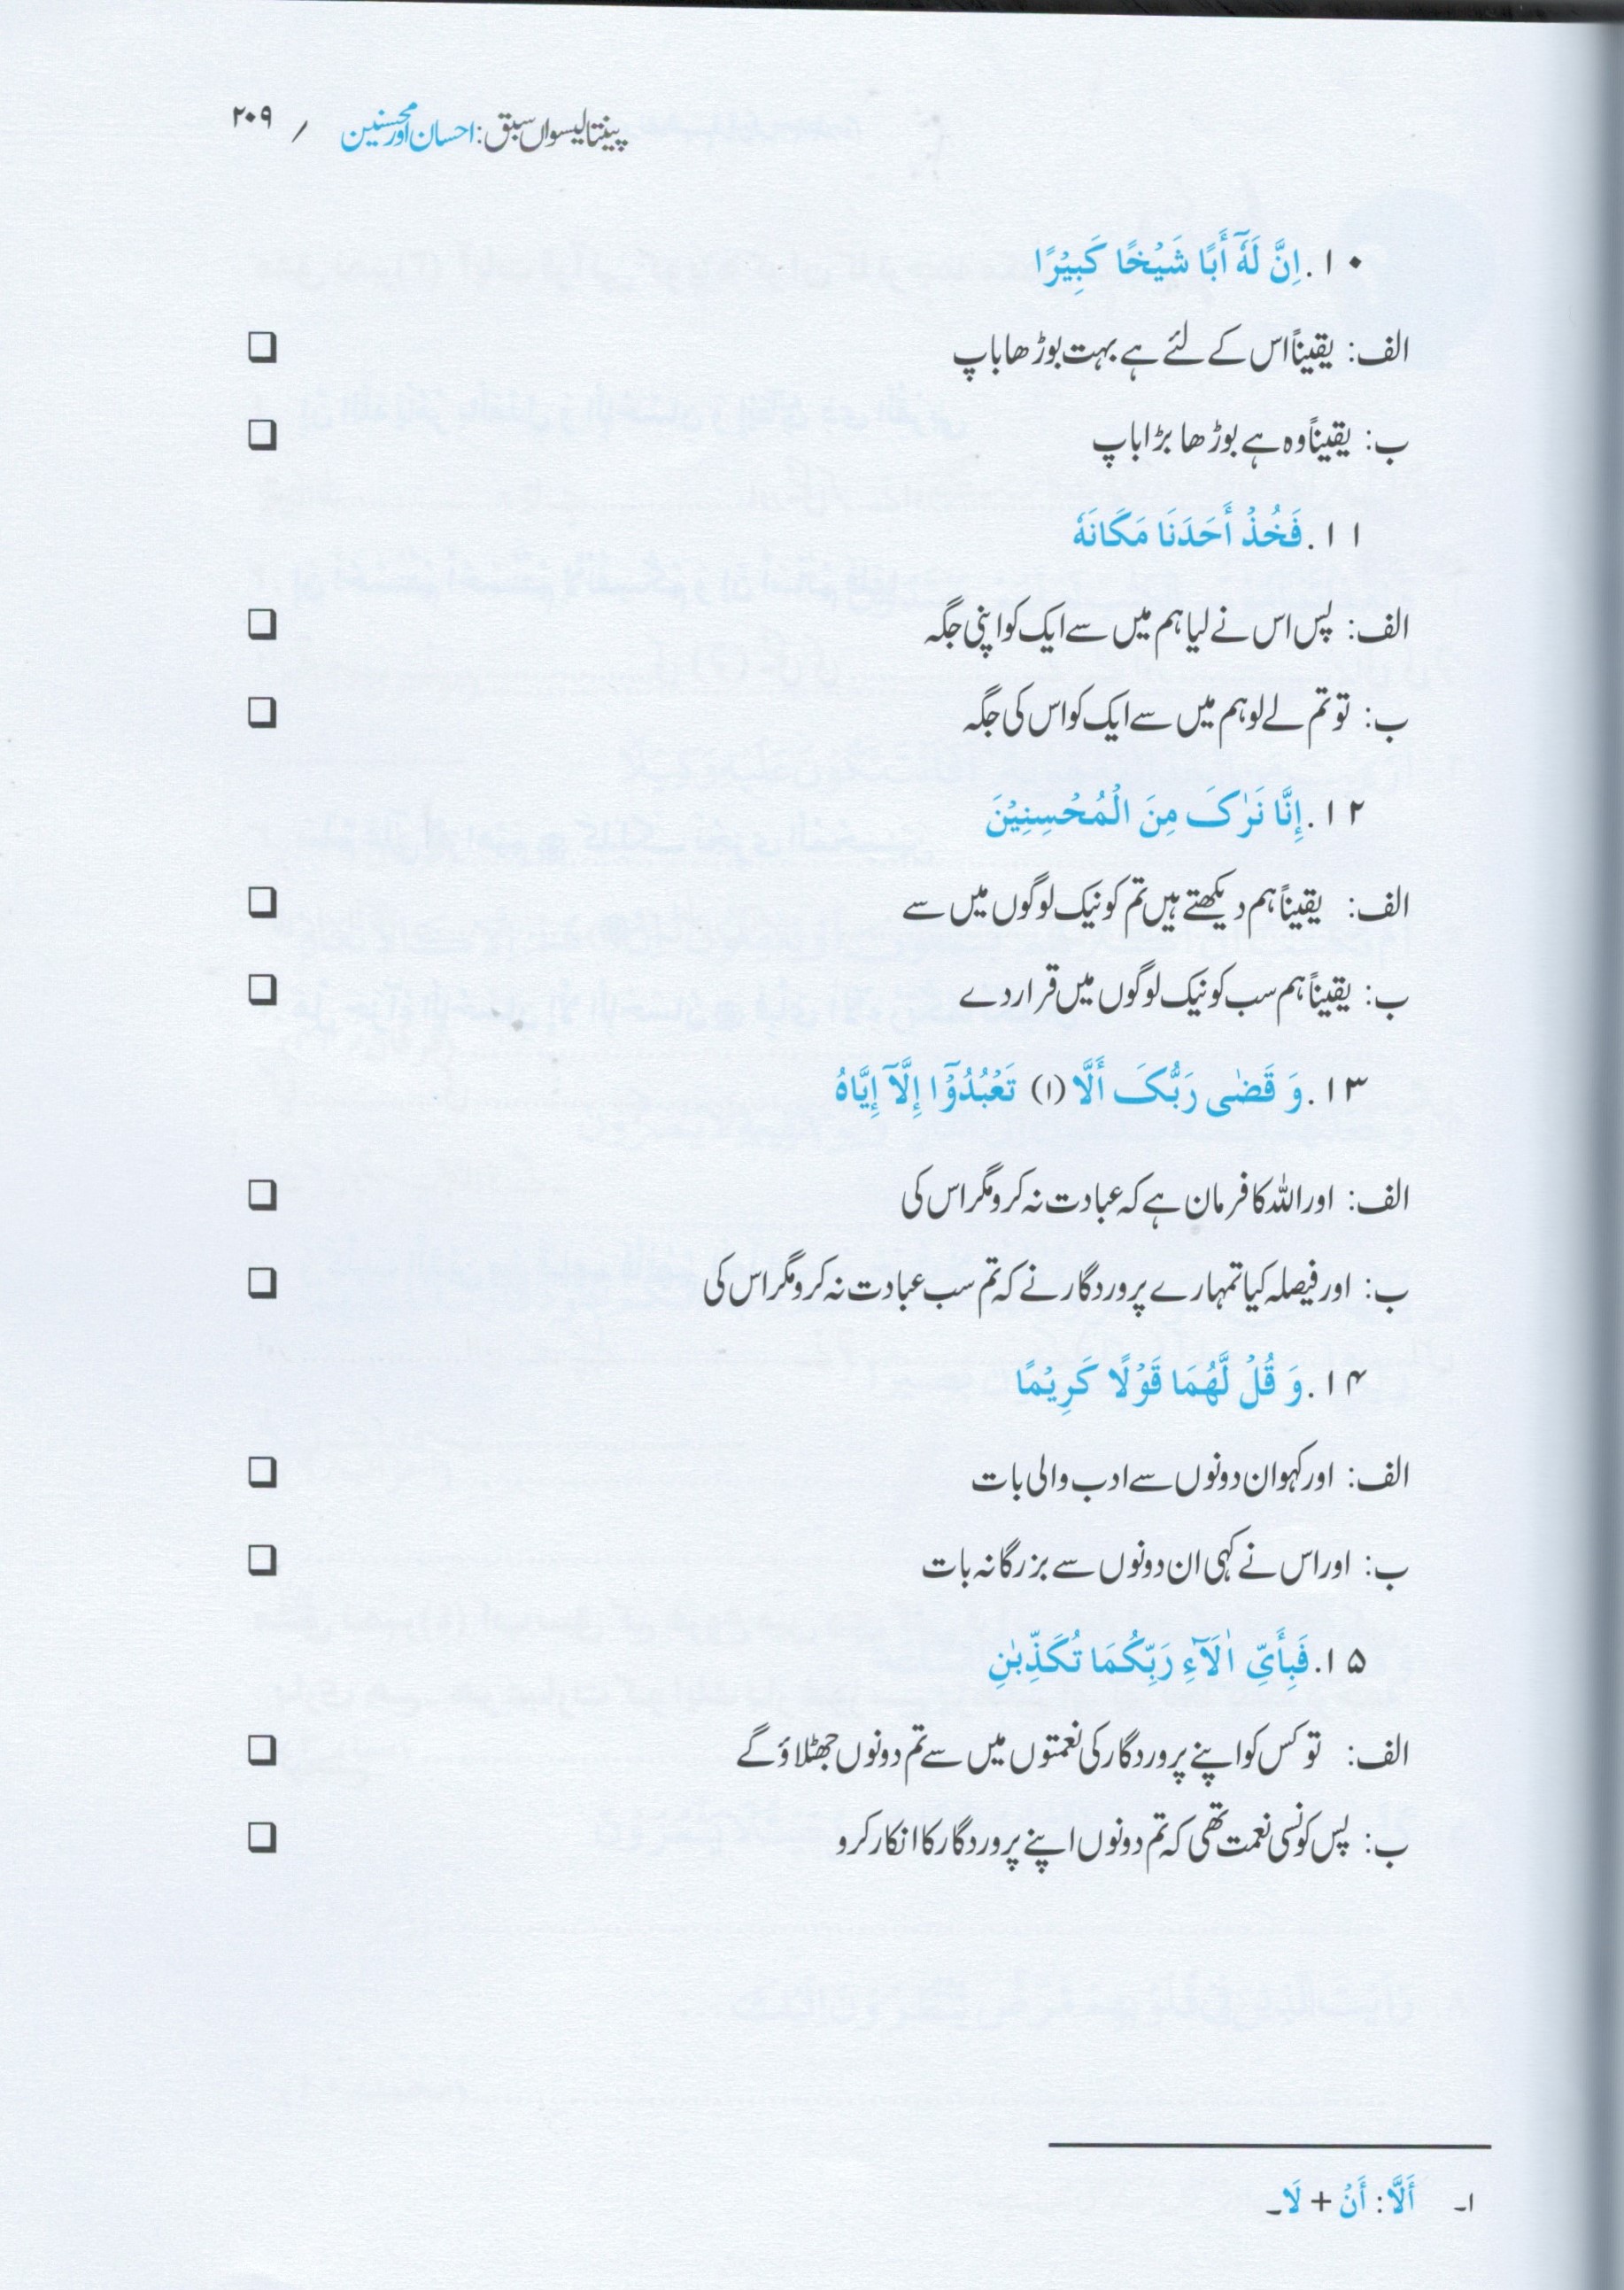 پینتالیسواں سبق: احسان اور محسنین / ۲۰۹
۱۰. اِنَّ لَهٗٓ أَبًا شَيْخًا كَبِيْرًا
الف: یقیناً اس کے لئے ہے بہت بوڑھا باپ ❑
ب: یقیناً وہ ہے بوڑھا بڑا باپ ❑
۱۱. فَخُذْ أَحَدَنَا مَكَانَهٗ
الف: پس اس نے لیا ہم میں سے ایک کو اپنی جگہ ❑
ب: تو تم لے لو ہم میں سے ایک کو اس کی جگہ ❑
۱۲. إِنَّا نَرٰکَ مِنَ الْمُحْسِنِيْنَ
الف: یقیناً ہم دیکھتے ہیں تم کو نیک لوگوں میں سے ❑
ب: یقیناً ہم سب کو نیک لوگوں میں قرار دے ❑
۱۳. وَ قَضٰى رَبُّکَ أَلَّا (۱) تَعْبُدُوْٓا إِلَّآ إِيَّاهُ
الف: اور اللہ کا فرمان ہے کہ عبادت نہ کرو مگر اس کی ❑
ب: اور فیصلہ کیا تمہارے پروردگار نے کہ تم سب عبادت نہ کرو مگر اس کی ❑
۱۴. وَ قُلْ لَّهُمَا قَوْلًا كَرِيْمًا
الف: اور کہو ان دونوں سے ادب والی بات ❑
ب: اور اس نے کہی ان دونوں سے بزرگانہ بات ❑
۱۵. فَبِأَيِّ اٰلَآءِ رَبِّكُمَا تُكَذِّبٰنِ
الف: تو کس کو اپنے پروردگار کی نعمتوں میں سے تم دونوں جھٹلاؤ گے ❑
ب: پس کونسی نعمت تھی کہ تم دونوں اپنے پروردگار کا انکار کرو ❑
۱۔ أَلَّا: أَنْ + لَا۔